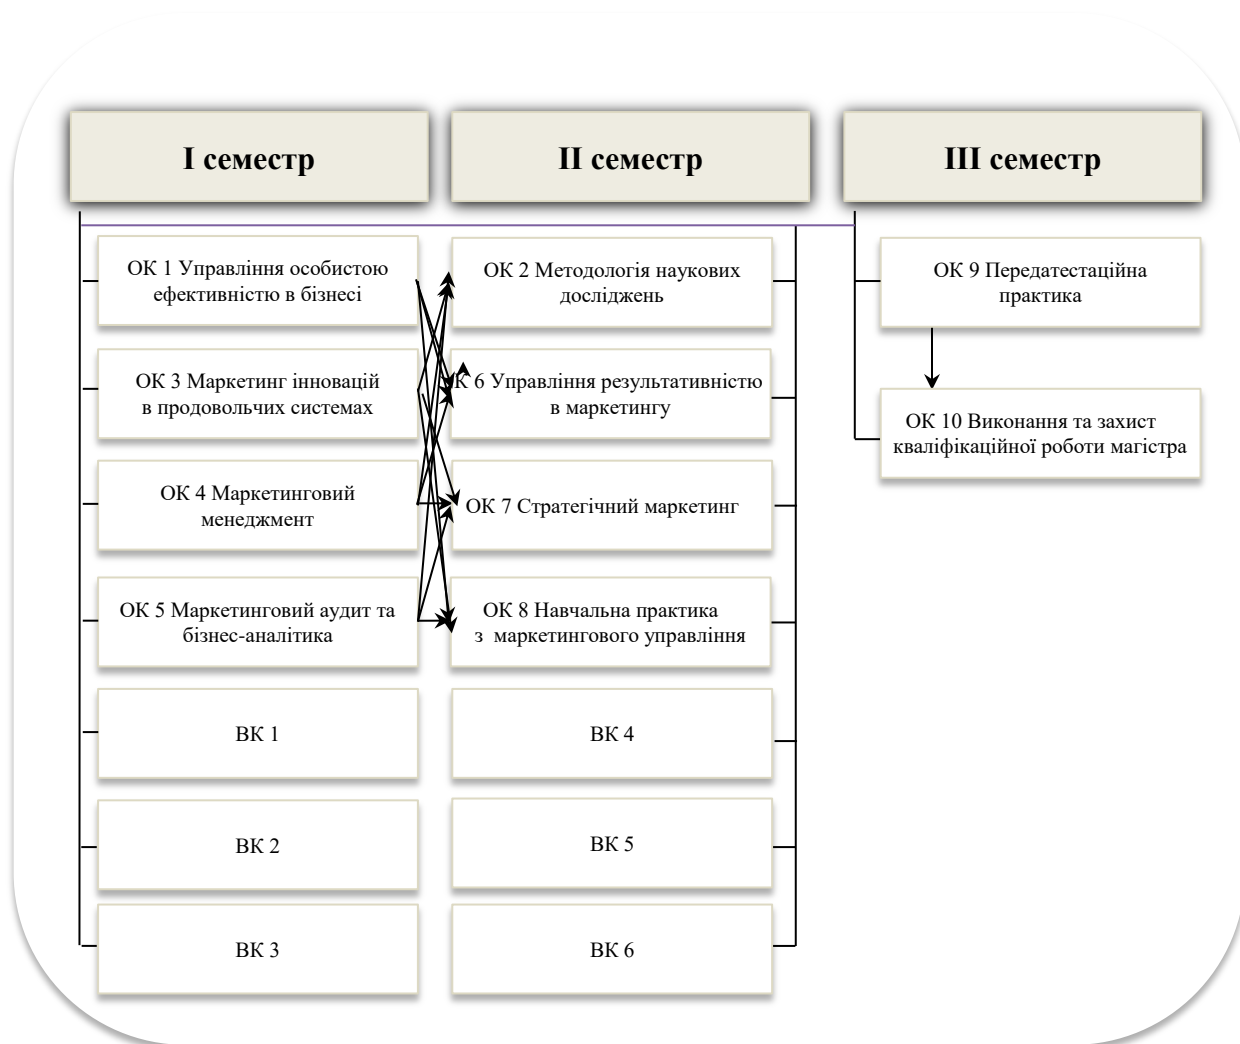 I семестр
II семестр
III семестр
ОК 1 Управління особистою
ефективністю в бізнесі
ОК 3 Маркетинг інновацій
в продовольчих системах
ОК 4 Маркетинговий
менеджмент
ОК 5 Маркетинговий аудит та
бізнес-аналітика
ВК 1
ВК 2
ВК 3
ОК 2 Методологія наукових
досліджень
К 6 Управління результативністю
в маркетингу
ОК 7 Стратегічний маркетинг
ОК 8 Навчальна практика
з маркетингового управління
ВК 4
ВК 5
ВК 6
ОК 9 Передатестаційна
практика
ОК 10 Виконання та захист
кваліфікаційної роботи магістра